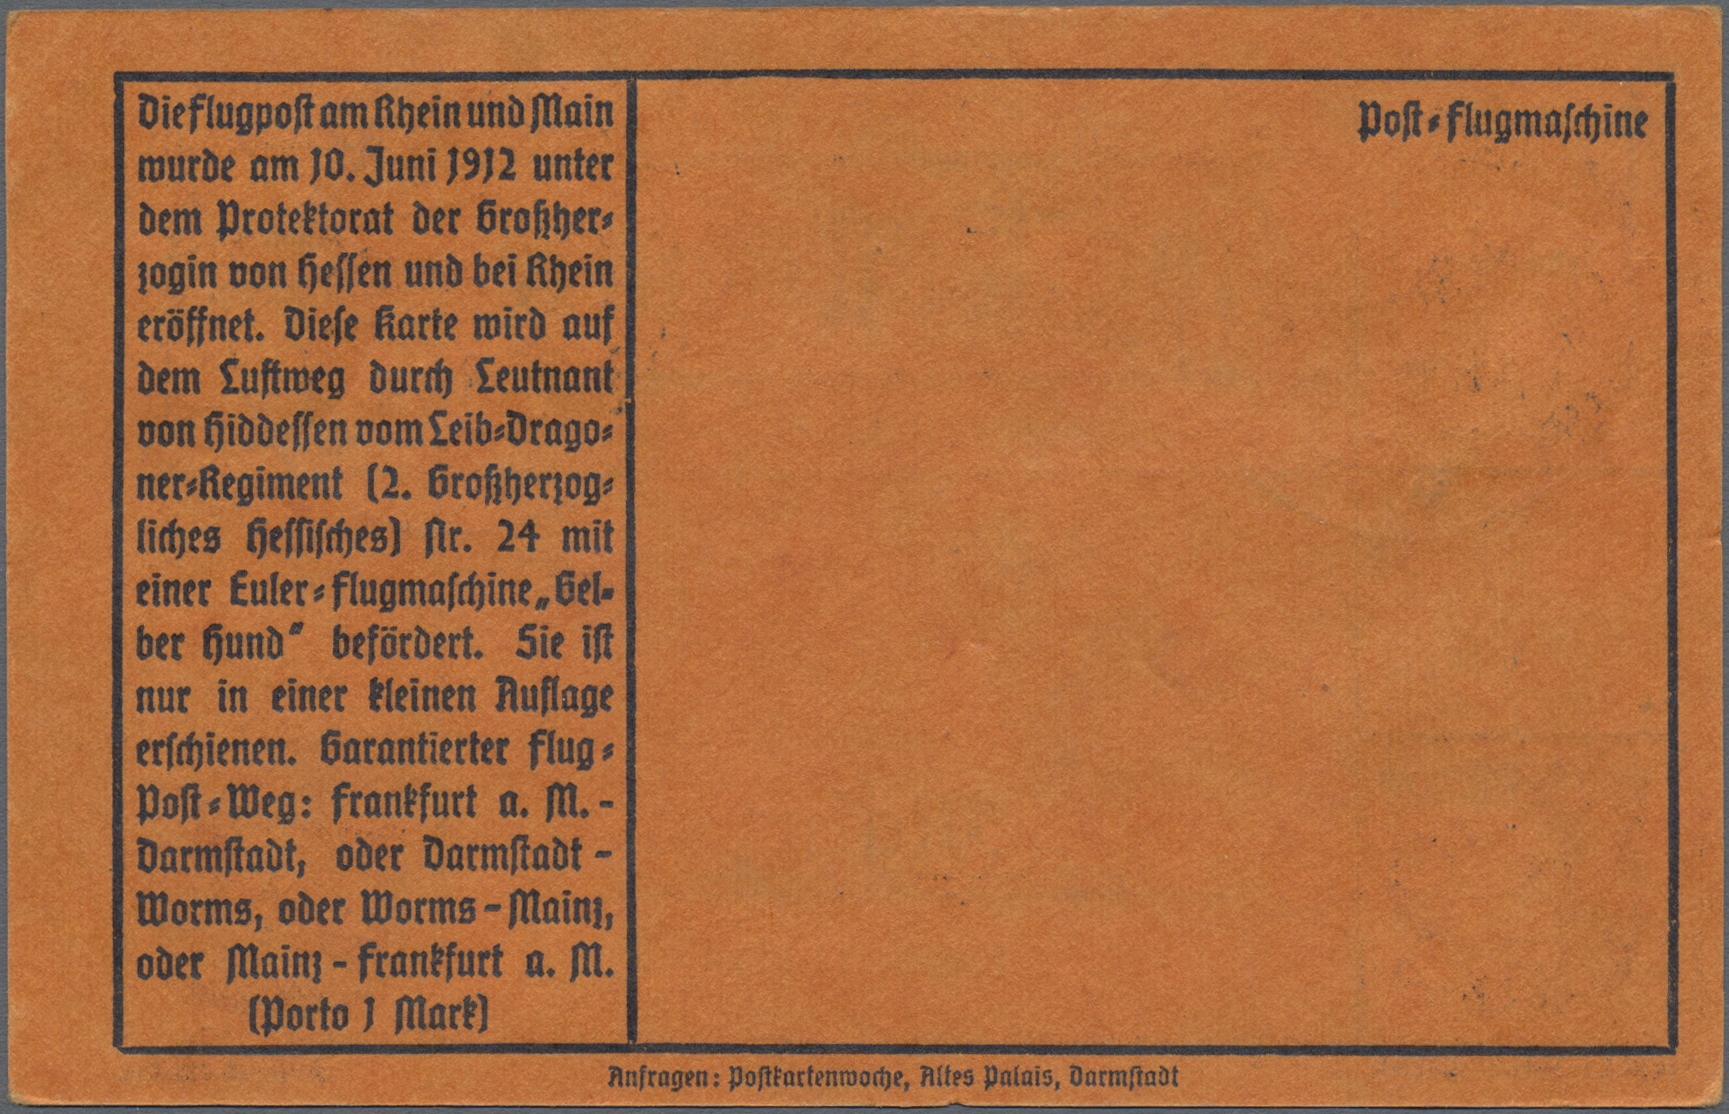 Die Flugpost am Rhein und Main
wurde am 10. Juni 1912 unter
dem Protektorat der Großher⸗
zogin von Hessen und bei Rhein
eröffnet. Diese Karte wird auf
dem Luftweg durch Leutnant
von Hiddessen vom Leib⸗Drago⸗
ner⸗Regiment (2. Großherzog⸗
liches Hessisches) Nr. 24 mit
einer Euler⸗Flugmaschine „Gel⸗
ber Hund“ befördert. Sie ist
nur in einer kleinen Auflage
erschienen. Garantierter Flug⸗
Post⸗Weg: Frankfurt a. M. -
Darmstadt, oder Darmstadt -
Worms, oder Worms - Mainz,
oder Mainz - Frankfurt a. M.
(Porto 1 Mark)
Post⸗Flugmaschine
Anfragen: Postkartenwoche, Altes Palais, Darmstadt